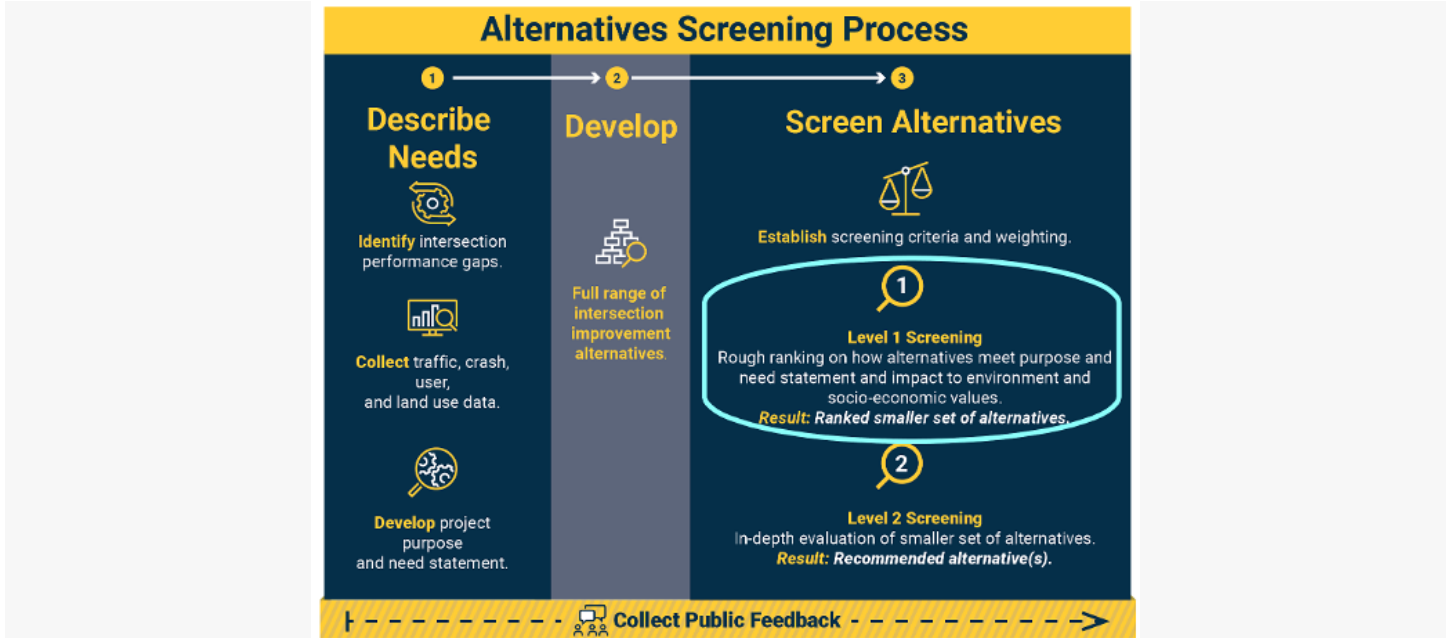 Alternatives Screening Process
1
2
3
Describe
Needs
Identify intersection
performance gaps.
Collect traffic, crash,
user,
and land use data.
Develop project
purpose
and need statement.
Develop
Full range of
intersection
improvement
alternatives.
Screen Alternatives
Establish screening criteria and weighting.
1
Level 1 Screening
Rough ranking on how alternatives meet purpose and
need statement and impact to environment and
socio-economic values.
Result: Ranked smaller set of alternatives.
2
Level 2 Screening
In-depth evaluation of smaller set of alternatives.
Result: Recommended alternative(s).
Collect Public Feedback